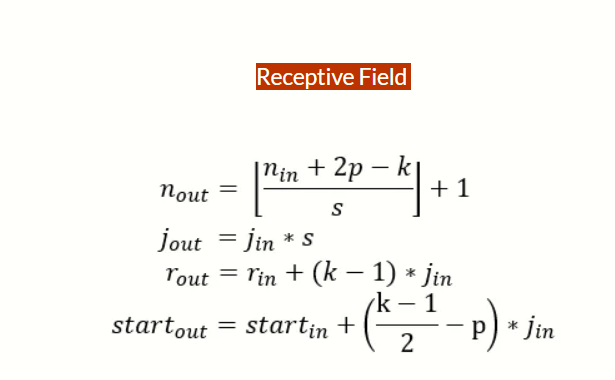 Receptive Field
n_out = ⌊(n_in + 2p − k) / s⌋ + 1
j_out = j_in * s
r_out = r_in + (k − 1) * j_in
start_out = start_in + ((k − 1) / 2 − p) * j_in